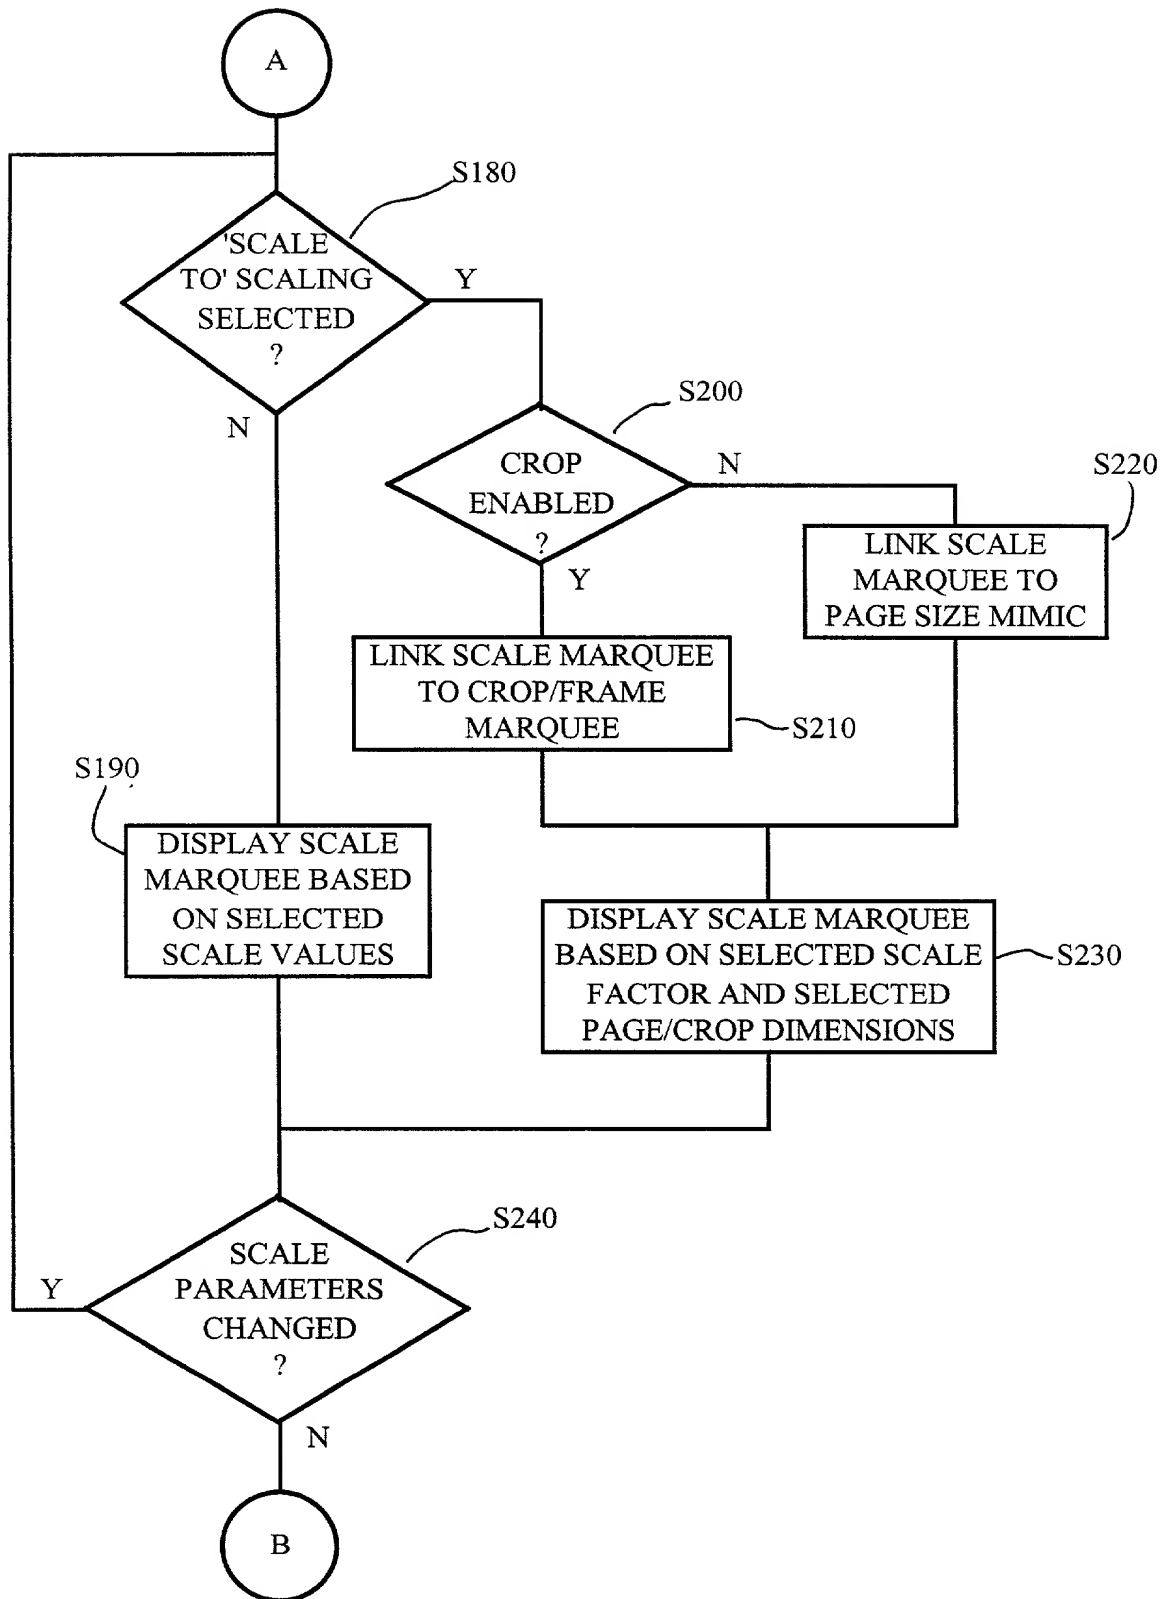 A
S180
'SCALE
TO' SCALING
SELECTED
?
Y
N
S200
CROP
ENABLED
?
N
Y
S220
LINK SCALE
MARQUEE TO
PAGE SIZE MIMIC
LINK SCALE MARQUEE
TO CROP/FRAME
MARQUEE
S210
S190
DISPLAY SCALE
MARQUEE BASED
ON SELECTED
SCALE VALUES
DISPLAY SCALE MARQUEE
BASED ON SELECTED SCALE
FACTOR AND SELECTED
PAGE/CROP DIMENSIONS
S230
S240
SCALE
PARAMETERS
CHANGED
?
Y
N
B